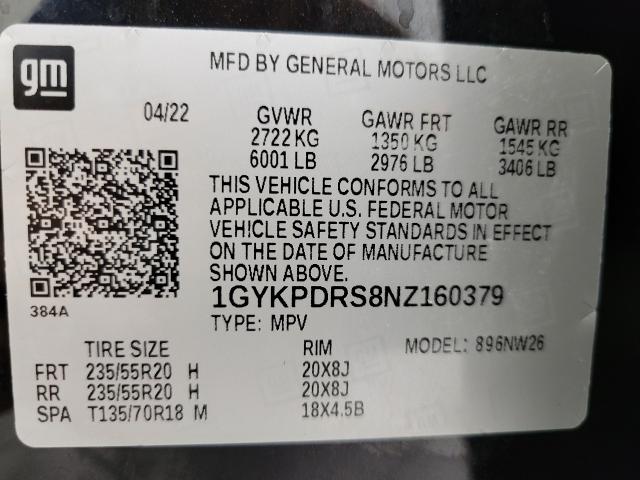 gm
MFD BY GENERAL MOTORS LLC
04/22
GVWR GAWR FRT GAWR RR
2722 KG 1350 KG 1545 KG
6001 LB 2976 LB 3406 LB
THIS VEHICLE CONFORMS TO ALL
APPLICABLE U.S. FEDERAL MOTOR
VEHICLE SAFETY STANDARDS IN EFFECT
ON THE DATE OF MANUFACTURE
SHOWN ABOVE.
384A
1GYKPDRS8NZ160379
TYPE: MPV
TIRE SIZE RIM MODEL: 896NW26
FRT 235/55R20 H 20X8J
RR 235/55R20 H 20X8J
SPA T135/70R18 M 18X4.5B